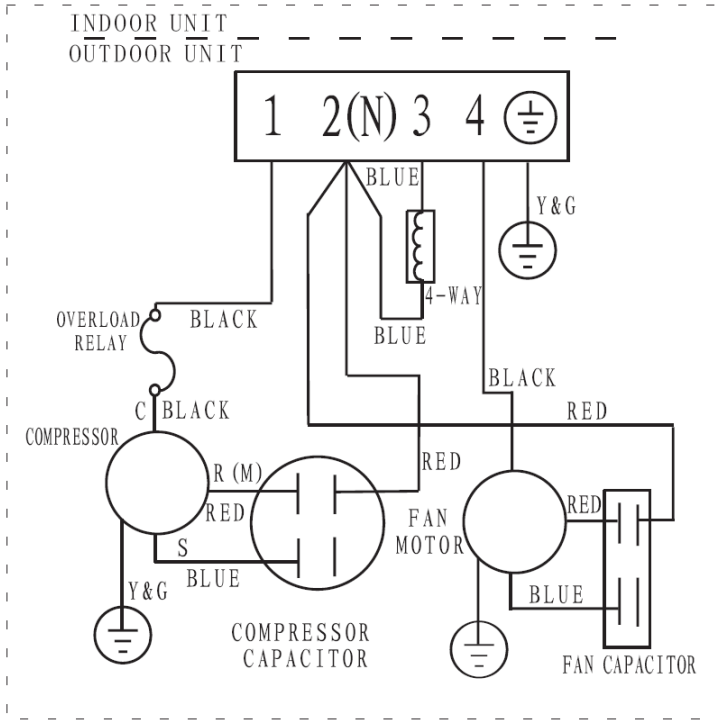 INDOOR UNIT
OUTDOOR UNIT
1 2(N) 3 4
BLUE
Y&G
4-WAY
OVERLOAD
RELAY
BLACK
BLUE
BLACK
C BLACK
RED
COMPRESSOR
R (M)
RED
RED
FAN
MOTOR
RED
S
BLUE
Y&G
BLUE
COMPRESSOR
CAPACITOR
FAN CAPACITOR